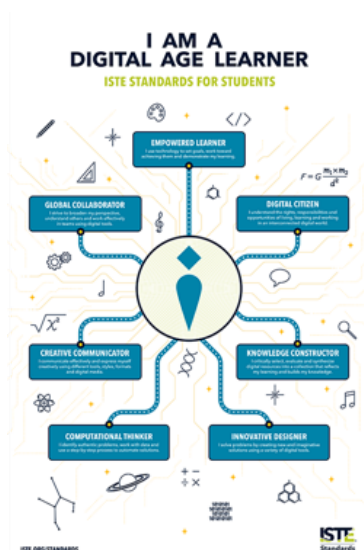 I AM A
DIGITAL AGE LEARNER
ISTE STANDARDS FOR STUDENTS
</>
EMPOWERED LEARNER
I use technology to set goals, work toward
achieving them and demonstrate my learning.
F = G m₁×m₂
d²
GLOBAL COLLABORATOR
I strive to broaden my perspective,
understand others and work effectively
in teams using digital tools.
DIGITAL CITIZEN
I understand the rights, responsibilities and
opportunities of living, learning and working
in an interconnected digital world.
√x²
CREATIVE COMMUNICATOR
I communicate effectively and express myself
creatively using different tools, styles, formats
and digital media.
KNOWLEDGE CONSTRUCTOR
I critically select, evaluate and synthesize
digital resources into a collection that reflects
my learning and builds my knowledge.
COMPUTATIONAL THINKER
I identify authentic problems, work with data
and use a step-by-step process to automate solutions.
INNOVATIVE DESIGNER
I solve problems by creating new and imaginative
solutions using a variety of digital tools.
+ −
× ÷
ISTE.ORG/STANDARDS
ISTE
Standards